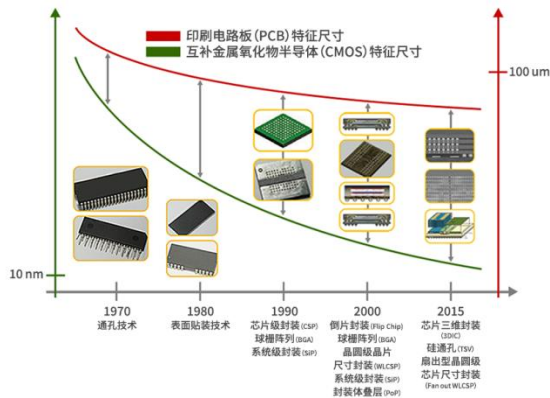 印刷电路板(PCB)特征尺寸
互补金属氧化物半导体(CMOS)特征尺寸
100 um
10 nm
1970
通孔技术
1980
表面贴装技术
1990
芯片级封装(CSP)
球栅阵列(BGA)
系统级封装(SiP)
2000
倒片封装(Flip Chip)
球栅阵列(BGA)
晶圆级晶片
尺寸封装(WLCSP)
系统级封装(SiP)
封装体叠层(PoP)
2015
芯片三维封装
(3DIC)
硅通孔(TSV)
扇出型晶圆级
芯片尺寸封装
(Fan out WLCSP)